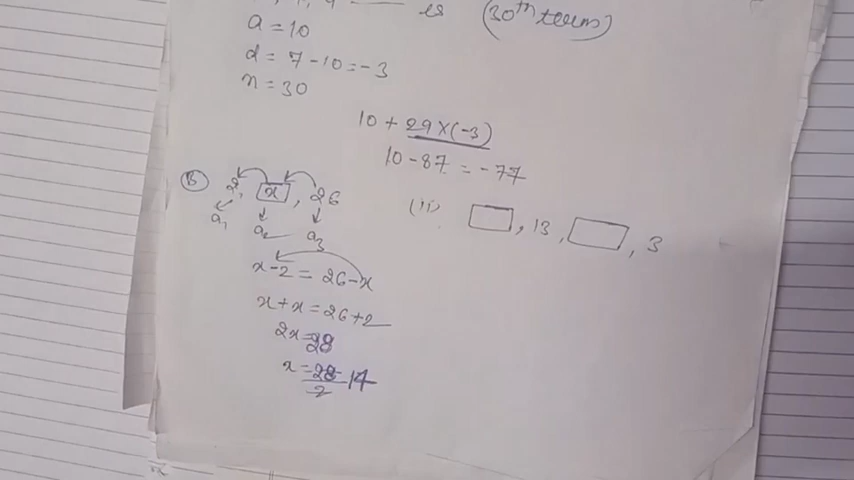 is (30th term)
a = 10
d = 7 - 10 = -3
n = 30
10 + 29 × (-3)
10 - 87 = -77
B 2, x, 26
a1 a2 a3
(ii) , 13, , 3
x - 2 = 26 - x
x + x = 26 + 2
2x = 28
x = 28/2 14